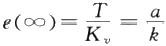 e(∞) = T/K_v = a/k